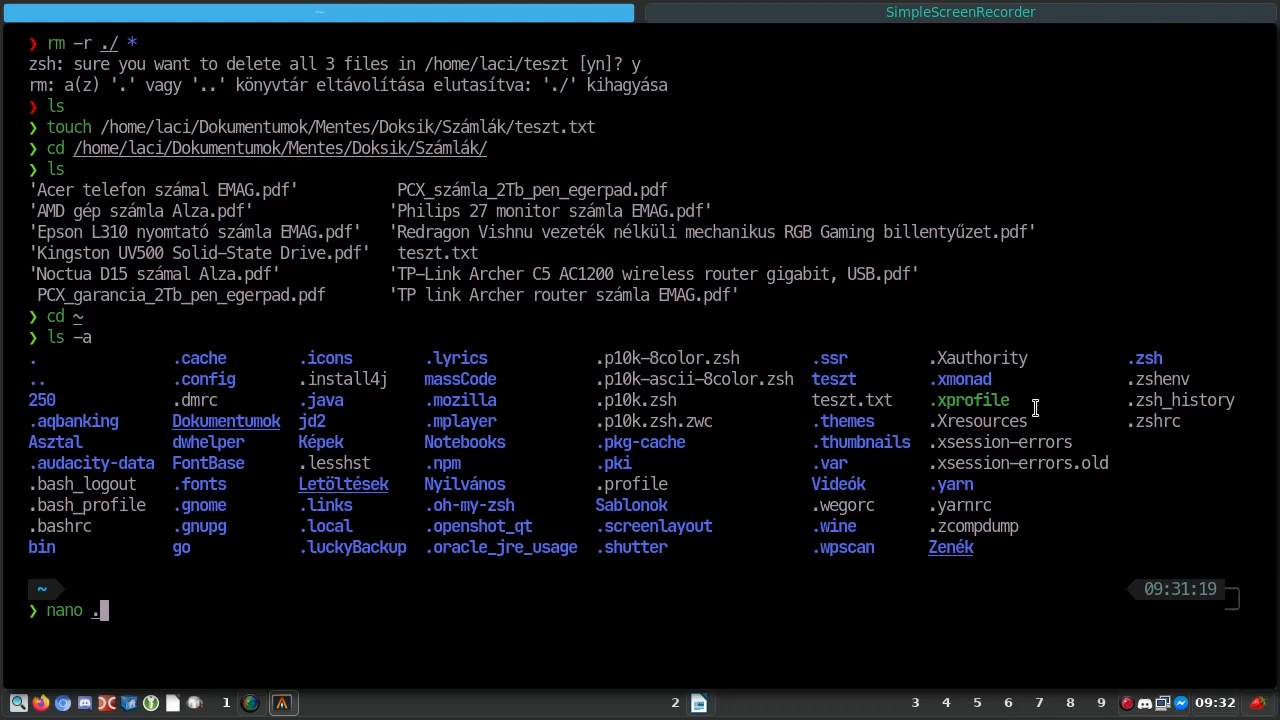 ~ SimpleScreenRecorder
❯ rm -r ./ *
zsh: sure you want to delete all 3 files in /home/laci/teszt [yn]? y
rm: a(z) '.' vagy '..' könyvtár eltávolítása elutasítva: './' kihagyása
❯ ls
❯ touch /home/laci/Dokumentumok/Mentes/Doksik/Számlák/teszt.txt
❯ cd /home/laci/Dokumentumok/Mentes/Doksik/Számlák/
❯ ls
'Acer telefon számal EMAG.pdf' PCX_számla_2Tb_pen_egerpad.pdf
'AMD gép számla Alza.pdf' 'Philips 27 monitor számla EMAG.pdf'
'Epson L310 nyomtató számla EMAG.pdf' 'Redragon Vishnu vezeték nélküli mechanikus RGB Gaming billentyűzet.pdf'
'Kingston UV500 Solid-State Drive.pdf' teszt.txt
'Noctua D15 számal Alza.pdf' 'TP-Link Archer C5 AC1200 wireless router gigabit, USB.pdf'
PCX_garancia_2Tb_pen_egerpad.pdf 'TP link Archer router számla EMAG.pdf'
❯ cd ~
❯ ls -a
. .cache .icons .lyrics .p10k-8color.zsh .ssr .Xauthority .zsh
.. .config .install4j massCode .p10k-ascii-8color.zsh teszt .xmonad .zshenv
250 .dmrc .java .mozilla .p10k.zsh teszt.txt .xprofile .zsh_history
.aqbanking Dokumentumok jd2 .mplayer .p10k.zsh.zwc .themes .Xresources .zshrc
Asztal dwhelper Képek Notebooks .pkg-cache .thumbnails .xsession-errors
.audacity-data FontBase .lesshst .npm .pki .var .xsession-errors.old
.bash_logout .fonts Letöltések Nyilvános .profile Videók .yarn
.bash_profile .gnome .links .oh-my-zsh Sablonok .wegorc .yarnrc
.bashrc .gnupg .local .openshot_qt .screenlayout .wine .zcompdump
bin go .luckyBackup .oracle_jre_usage .shutter .wpscan Zenék
~ 09:31:19
❯ nano .
1 2 3 4 5 6 7 8 9 09:32